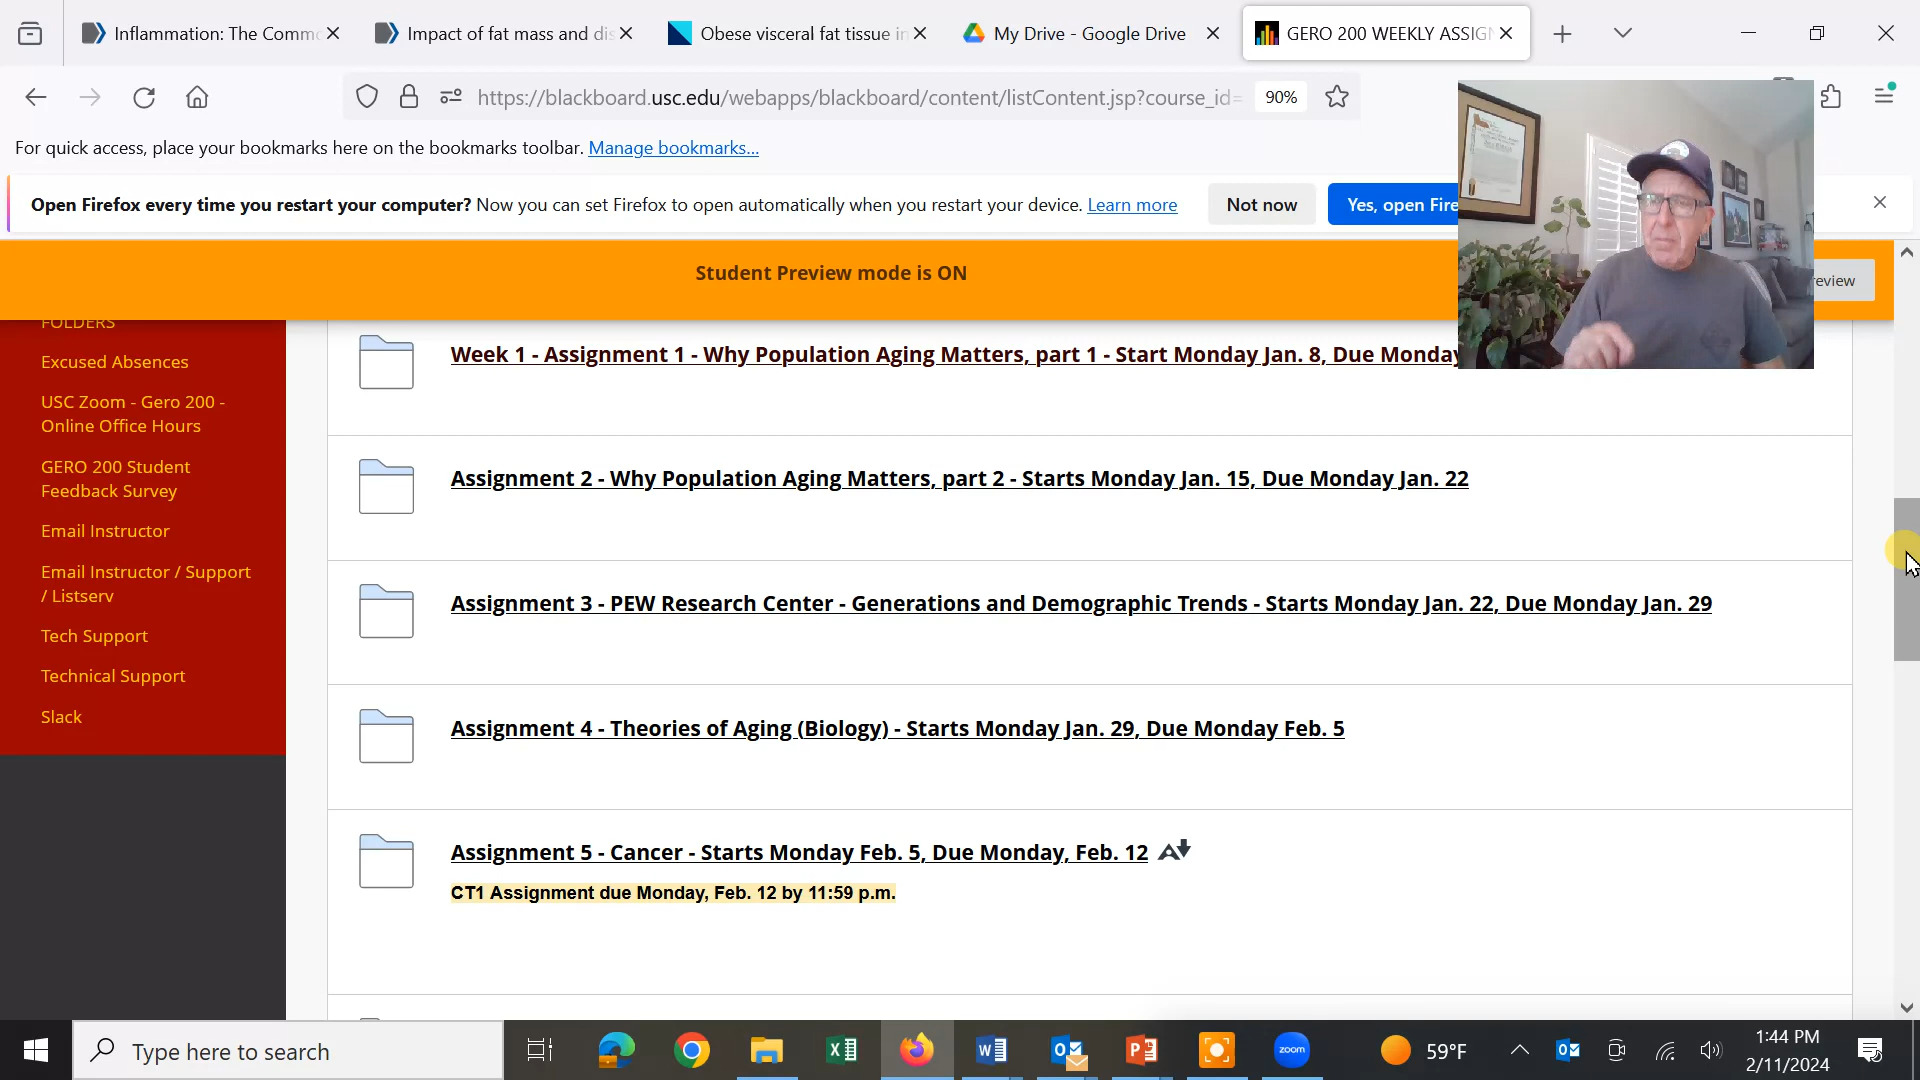 Inflammation: The Comm
Impact of fat mass and dis
Obese visceral fat tissue in
My Drive - Google Drive
GERO 200 WEEKLY ASSIGN
https://blackboard.usc.edu/webapps/blackboard/content/listContent.jsp?course_id=
90%
For quick access, place your bookmarks here on the bookmarks toolbar. Manage bookmarks...
Open Firefox every time you restart your computer? Now you can set Firefox to open automatically when you restart your device. Learn more
Not now
Yes, open Fire
Student Preview mode is ON
review
FOLDERS
Excused Absences
USC Zoom - Gero 200 -
Online Office Hours
GERO 200 Student
Feedback Survey
Email Instructor
Email Instructor / Support
/ Listserv
Tech Support
Technical Support
Slack
Week 1 - Assignment 1 - Why Population Aging Matters, part 1 - Start Monday Jan. 8, Due Monday
Assignment 2 - Why Population Aging Matters, part 2 - Starts Monday Jan. 15, Due Monday Jan. 22
Assignment 3 - PEW Research Center - Generations and Demographic Trends - Starts Monday Jan. 22, Due Monday Jan. 29
Assignment 4 - Theories of Aging (Biology) - Starts Monday Jan. 29, Due Monday Feb. 5
Assignment 5 - Cancer - Starts Monday Feb. 5, Due Monday, Feb. 12
CT1 Assignment due Monday, Feb. 12 by 11:59 p.m.
Type here to search
zoom
59°F
1:44 PM
2/11/2024